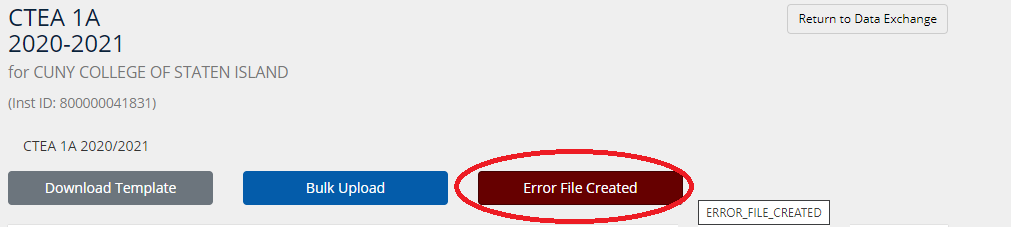 CTEA 1A
Return to Data Exchange
2020-2021
for CUNY COLLEGE OF STATEN ISLAND
(Inst ID: 800000041831)
CTEA 1A 2020/2021
Download Template
Bulk Upload
Error File Created
ERROR_FILE_CREATED